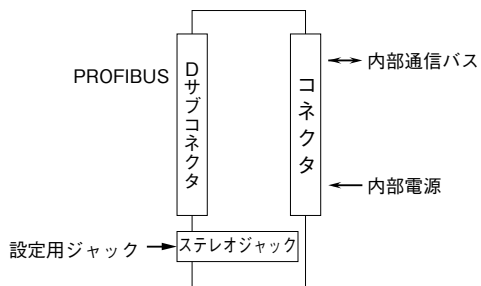 PROFIBUS
Dサブコネクタ
コネクタ
内部通信バス
内部電源
設定用ジャック
ステレオジャック